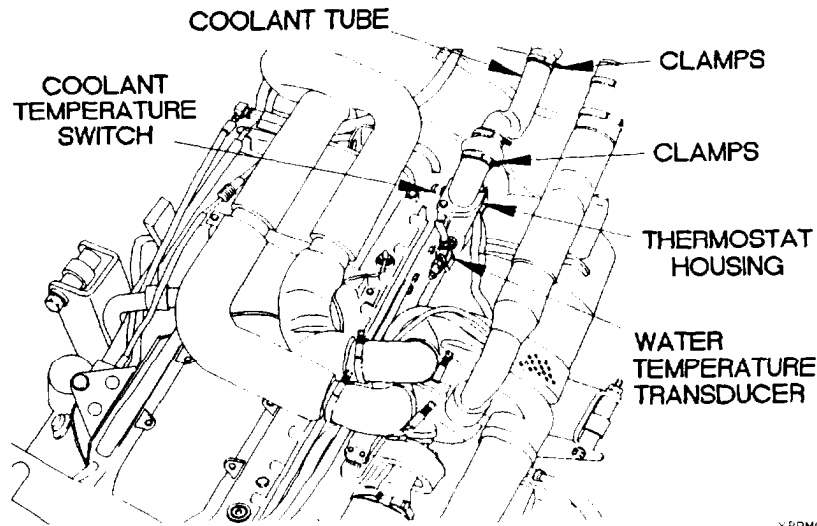 COOLANT TUBE
CLAMPS
COOLANT
TEMPERATURE
SWITCH
CLAMPS
THERMOSTAT
HOUSING
WATER
TEMPERATURE
TRANSDUCER